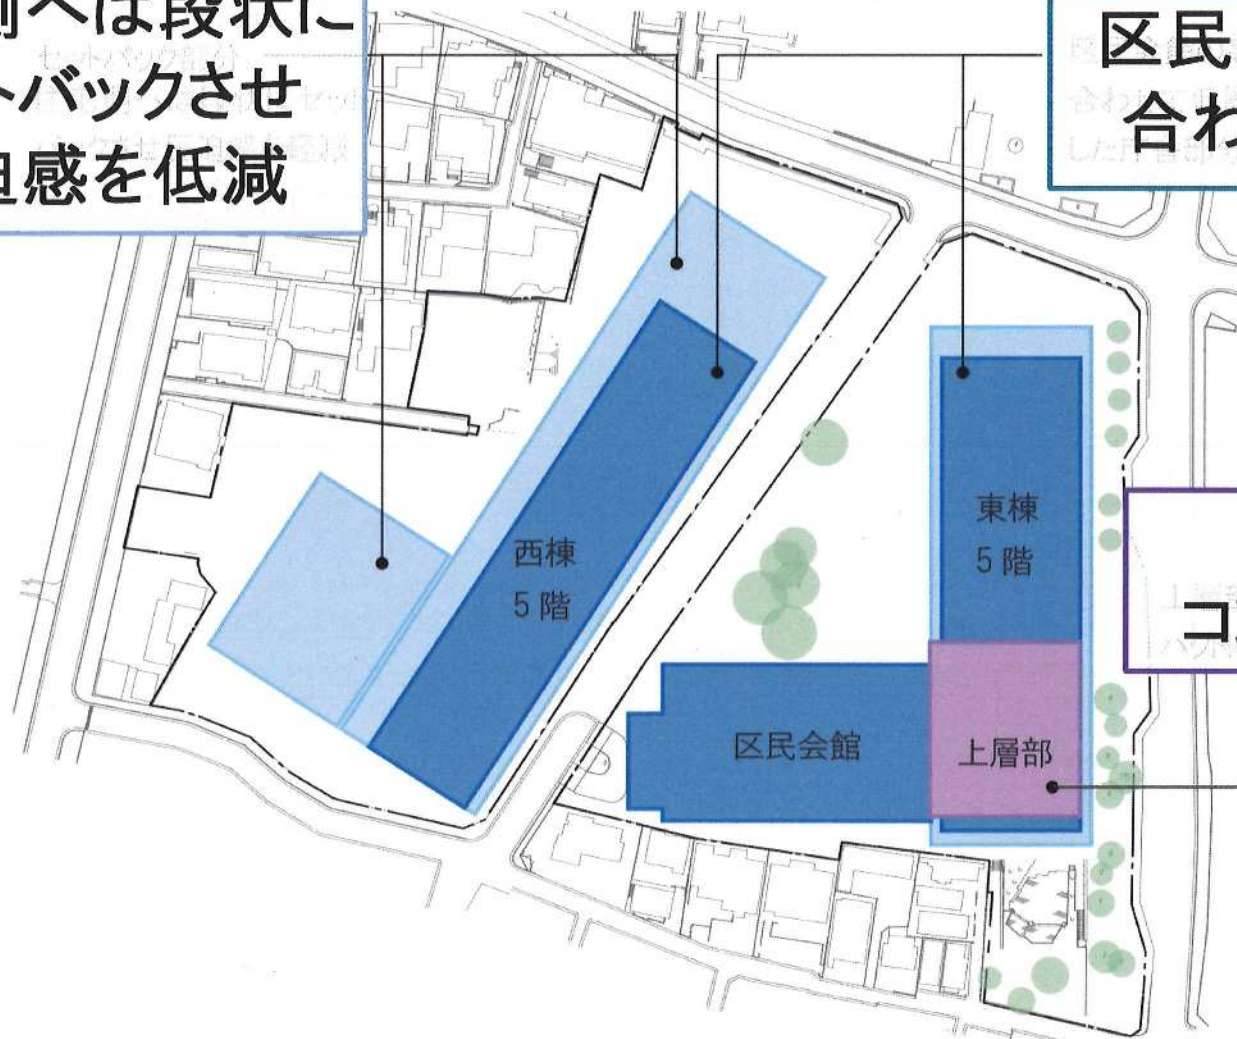 側へは段状に
トバックさせ
迫感を低減
区民
合わ
西棟
5 階
東棟
5 階
区民会館
上層部
コ